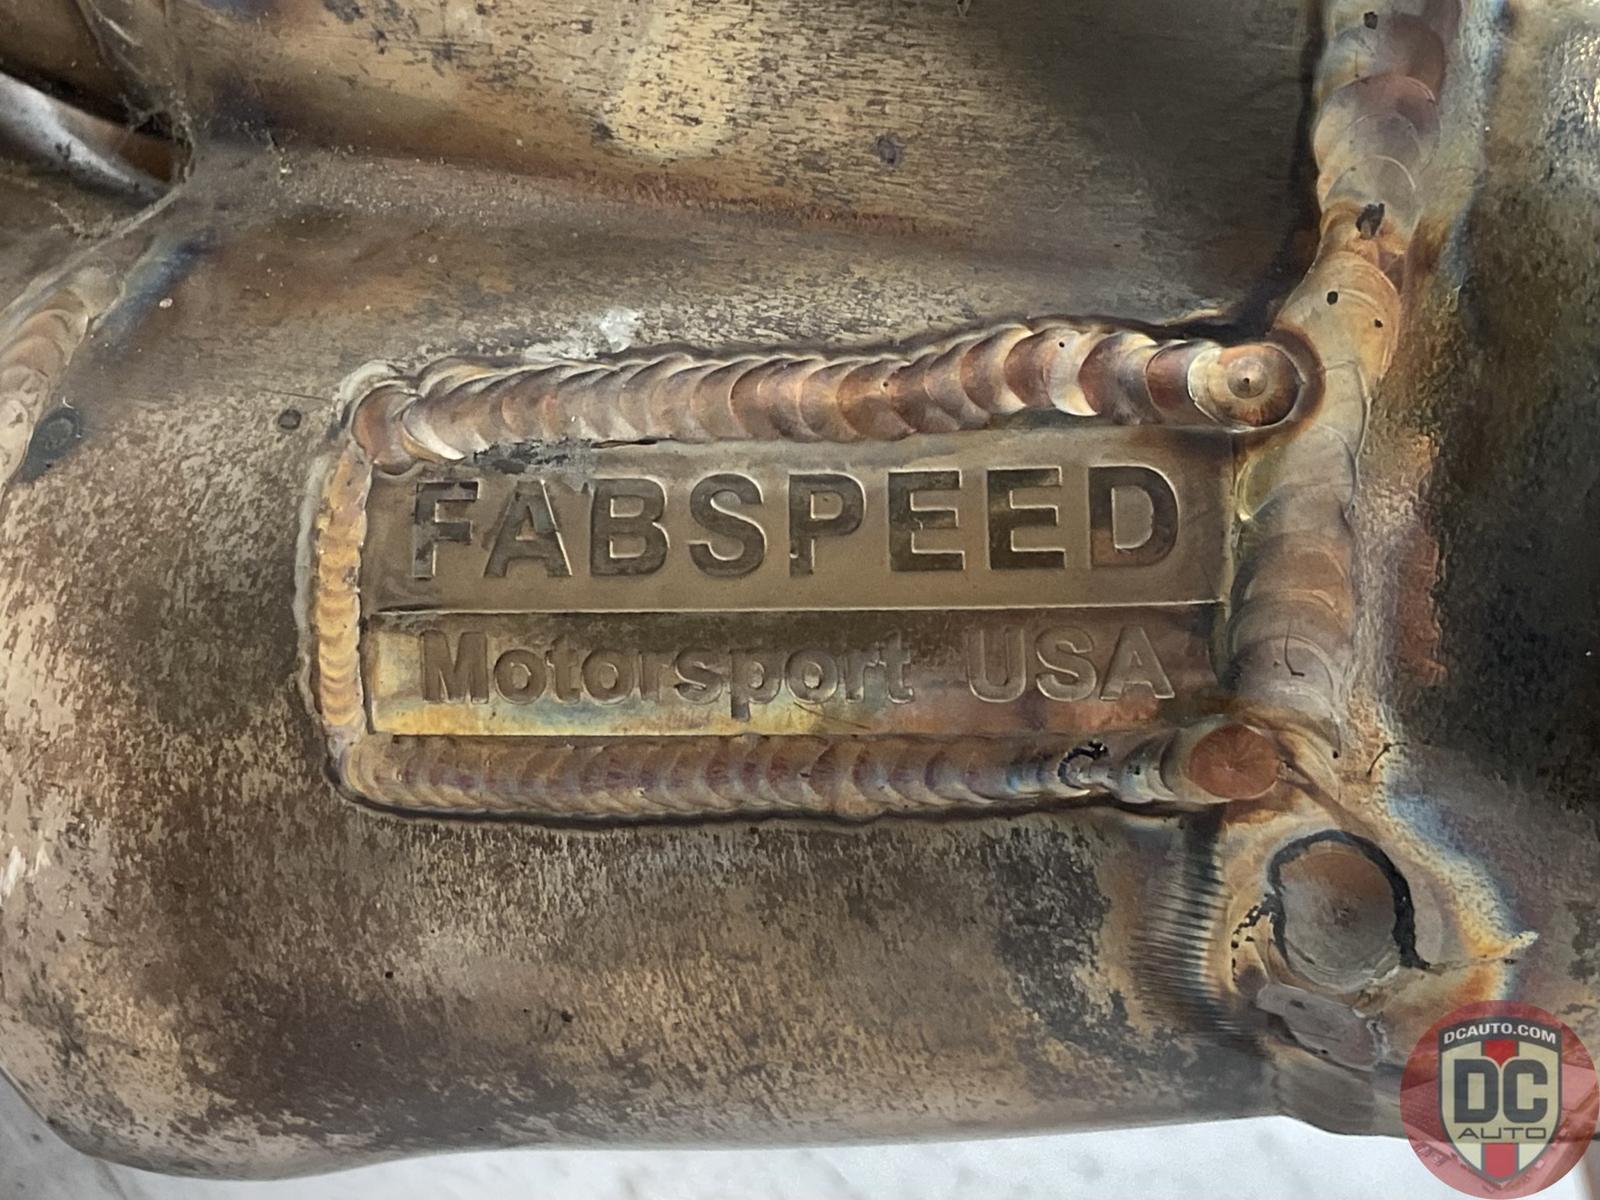 FABSPEED
Motorsport USA
DCAUTO.COM
DC
AUTO